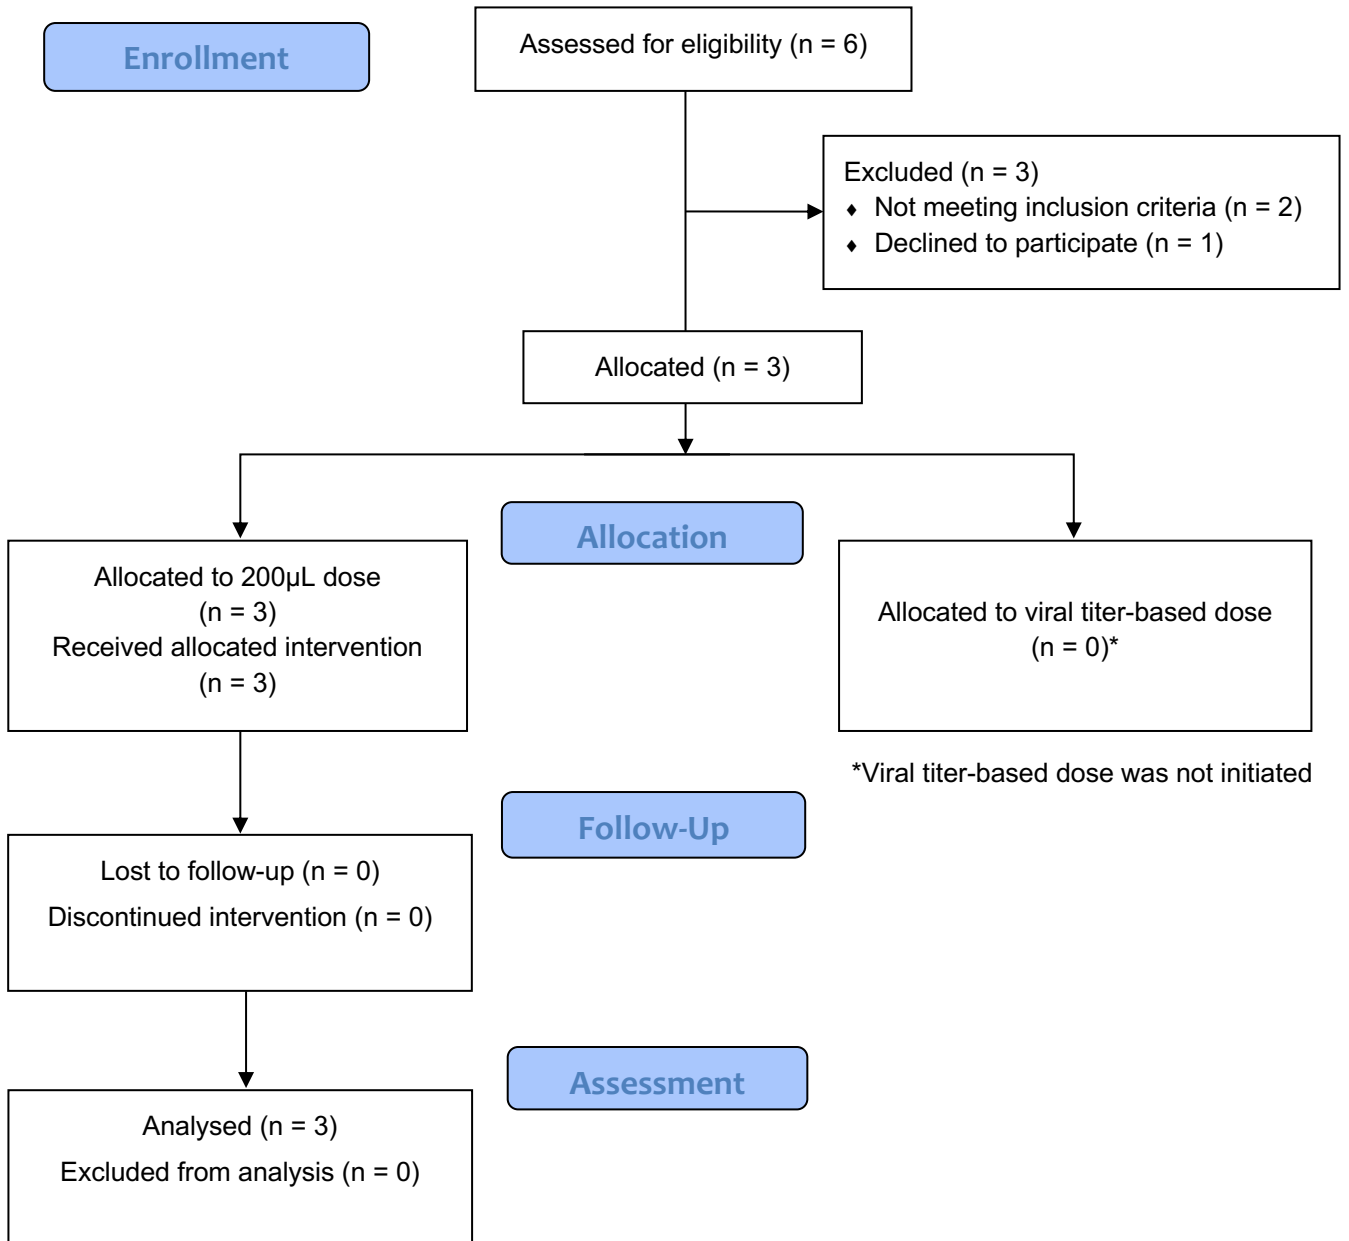 Enrollment
Assessed for eligibility (n = 6)
Excluded (n = 3)
♦ Not meeting inclusion criteria (n = 2)
♦ Declined to participate (n = 1)
Allocated (n = 3)
Allocation
Allocated to 200µL dose
(n = 3)
Received allocated intervention
(n = 3)
Allocated to viral titer-based dose
(n = 0)*
*Viral titer-based dose was not initiated
Follow-Up
Lost to follow-up (n = 0)
Discontinued intervention (n = 0)
Assessment
Analysed (n = 3)
Excluded from analysis (n = 0)